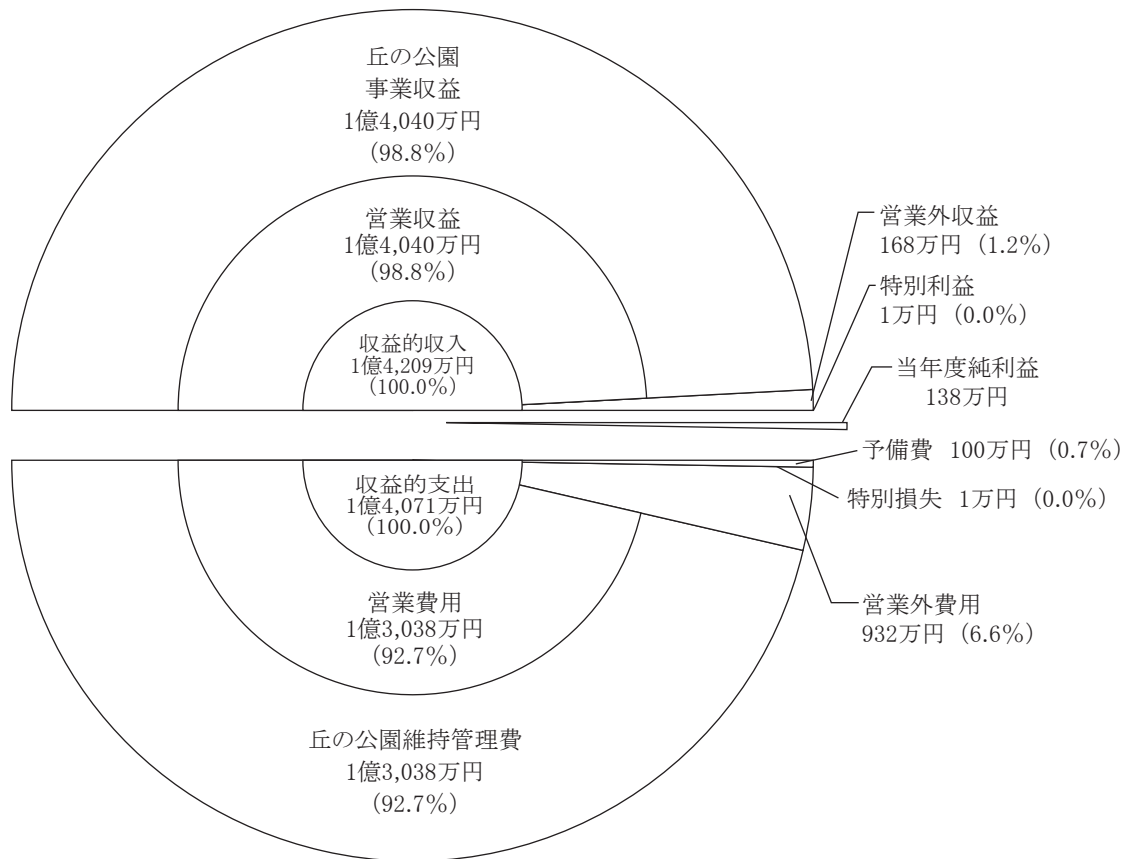 丘の公園
事業収益
1億4,040万円
(98.8%)
営業収益
1億4,040万円
(98.8%)
収益的収入
1億4,209万円
(100.0%)
営業外収益
168万円 (1.2%)
特別利益
1万円 (0.0%)
当年度純利益
138万円
予備費 100万円 (0.7%)
特別損失 1万円 (0.0%)
収益的支出
1億4,071万円
(100.0%)
営業外費用
932万円 (6.6%)
営業費用
1億3,038万円
(92.7%)
丘の公園維持管理費
1億3,038万円
(92.7%)